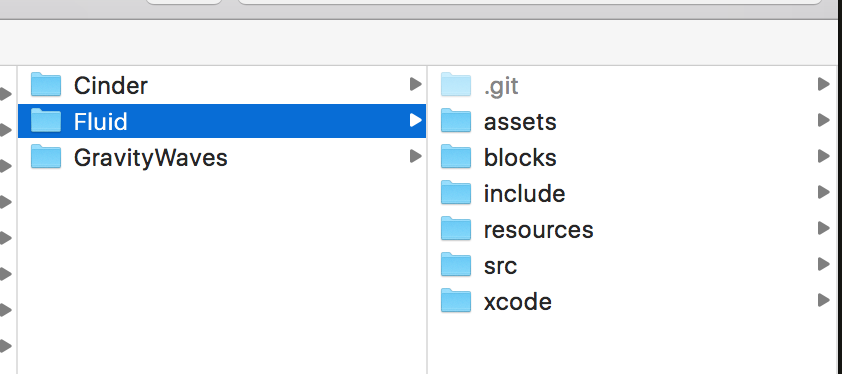 Cinder
Fluid
GravityWaves
.git
assets
blocks
include
resources
src
xcode